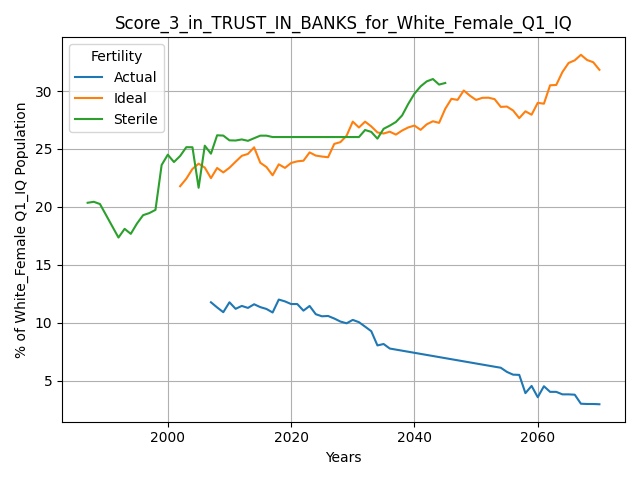 Score_3_in_TRUST_IN_BANKS_for_White_Female_Q1_IQ
Fertility
Actual
Ideal
Sterile
% of White_Female Q1_IQ Population
30
25
20
15
10
5
2000
2020
2040
2060
Years